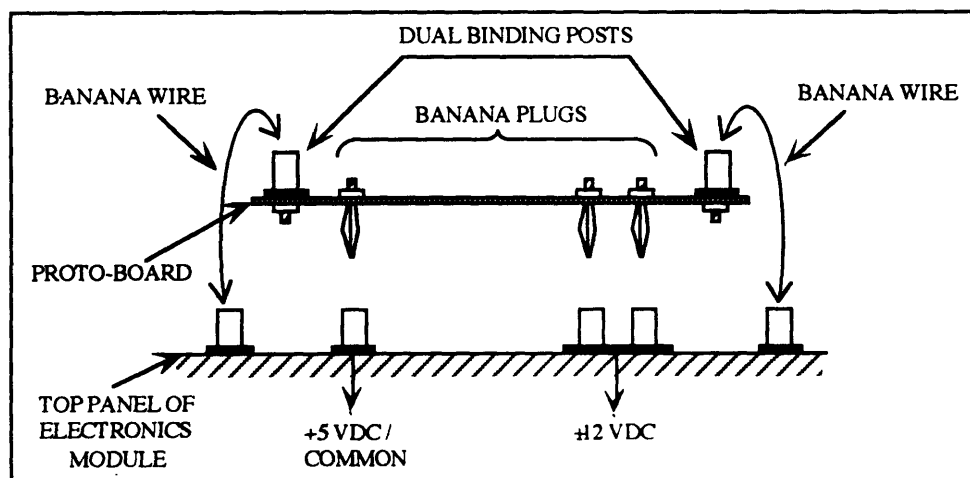 DUAL BINDING POSTS
BANANA WIRE
BANANA PLUGS
BANANA WIRE
PROTO-BOARD
TOP PANEL OF
ELECTRONICS
MODULE
+5 VDC /
COMMON
±12 VDC